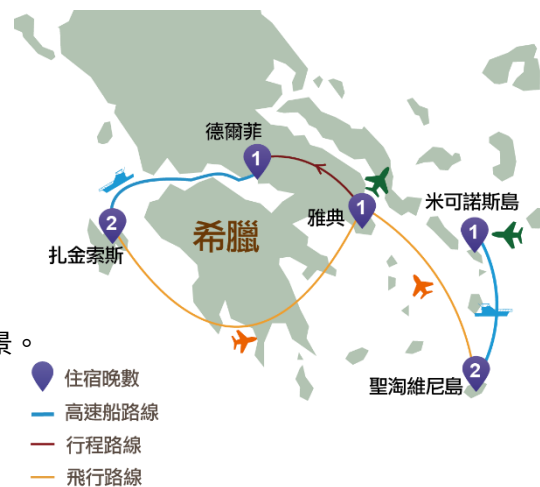 德爾菲
1
1
雅典
米可諾斯島
1
2
扎金索斯
希臘
景。
2
聖淘維尼島
住宿晚數
高速船路線
行程路線
飛行路線